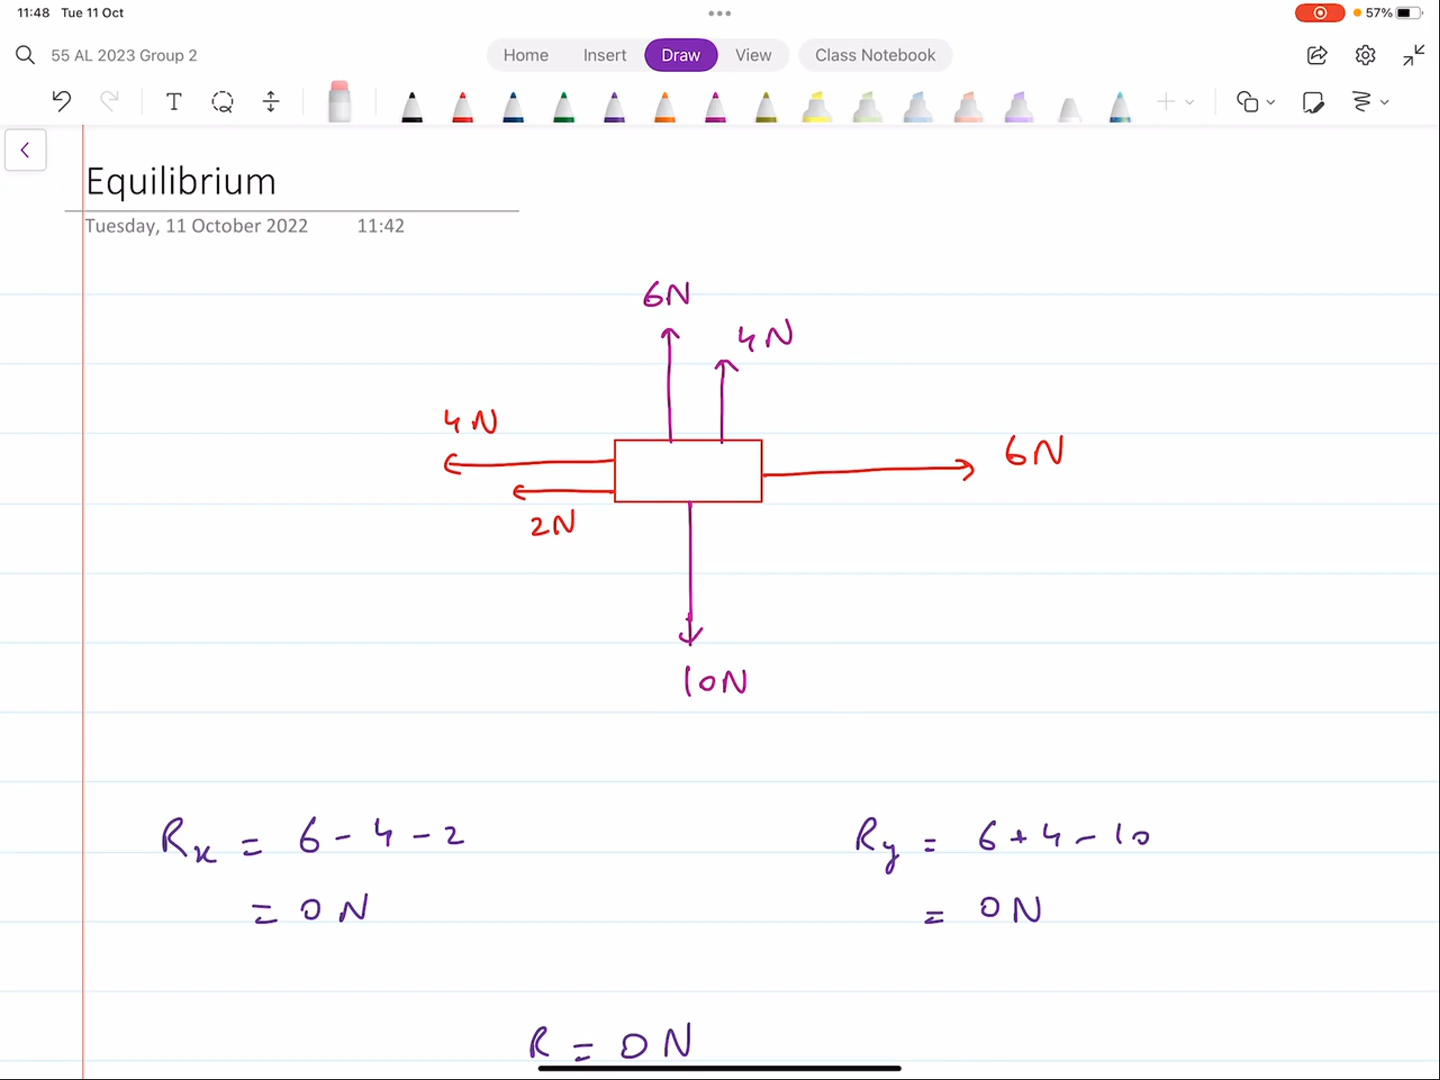 11:48 Tue 11 Oct
57%
55 AL 2023 Group 2
Home Insert Draw View Class Notebook
T
Equilibrium
Tuesday, 11 October 2022 11:42
6N
4N
4N
6N
2N
10N
Rx = 6 - 4 - 2
= 0 N
Ry = 6 + 4 - 10
= 0N
R = 0N